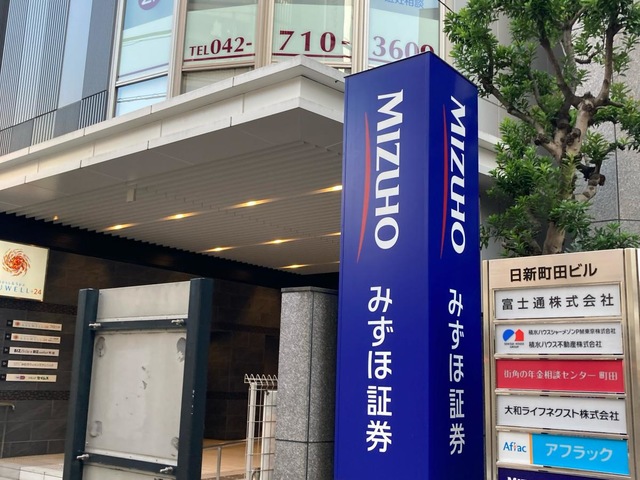 TEL042-710-3600
MIZUHO
みずほ証券
MIZUHO
みずほ証券
日新町田ビル
富士通株式会社
積水ハウス不動産株式会社
街角の年金相談センター 町田
大和ライフネクスト株式会社
Aflac アフラック
MIZUHO